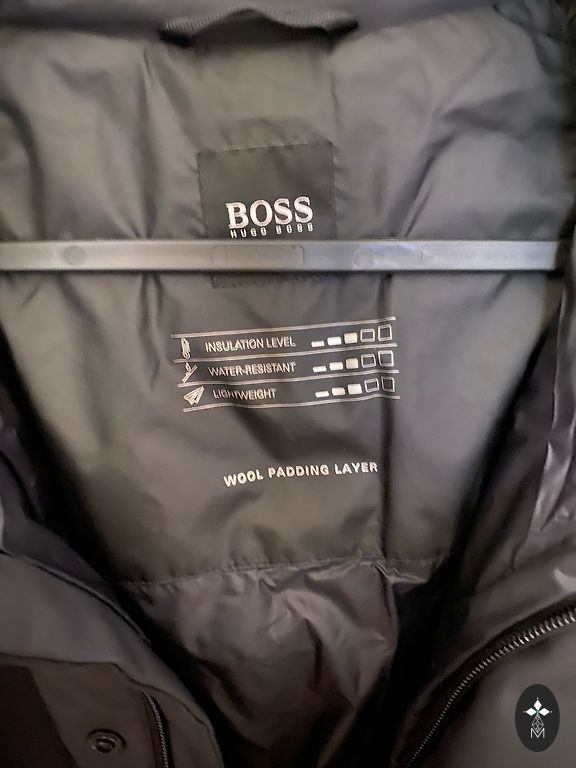 BOSS
HUGO BOSS
INSULATION LEVEL
WATER-RESISTANT
LIGHTWEIGHT
WOOL PADDING LAYER
M